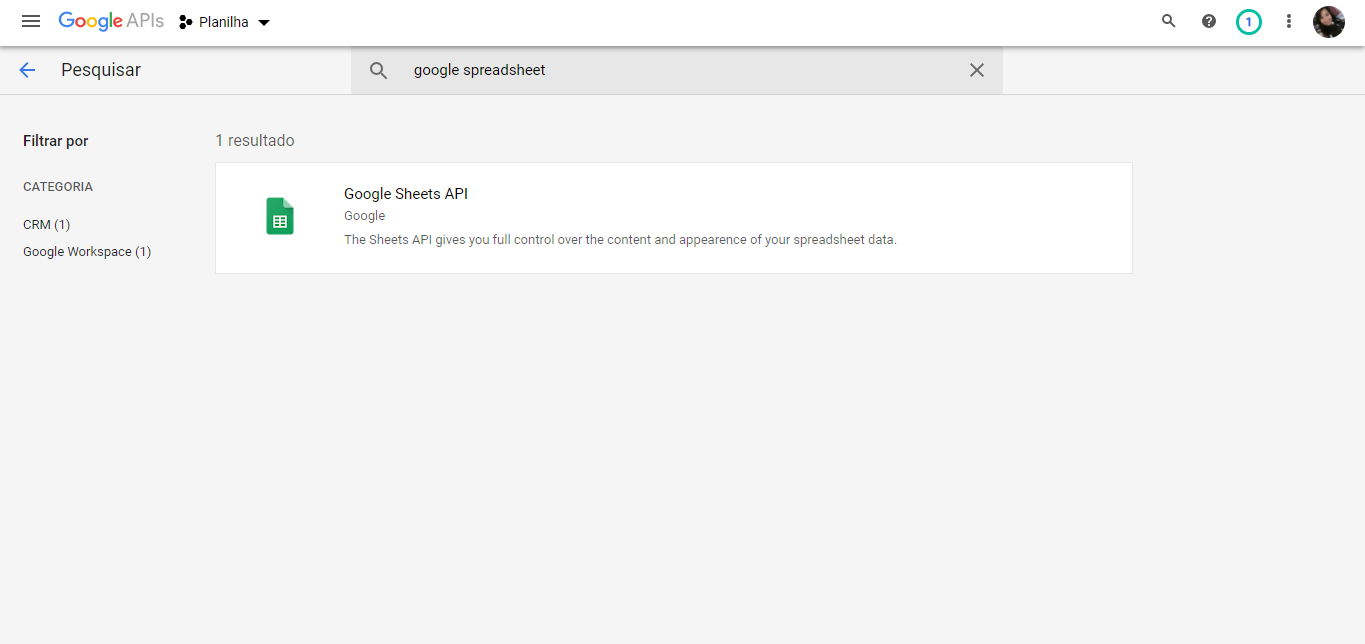 Google APIs Planilha 1
Pesquisar google spreadsheet
Filtrar por
1 resultado
CATEGORIA
CRM (1)
Google Workspace (1)
Google Sheets API
Google
The Sheets API gives you full control over the content and appearence of your spreadsheet data.